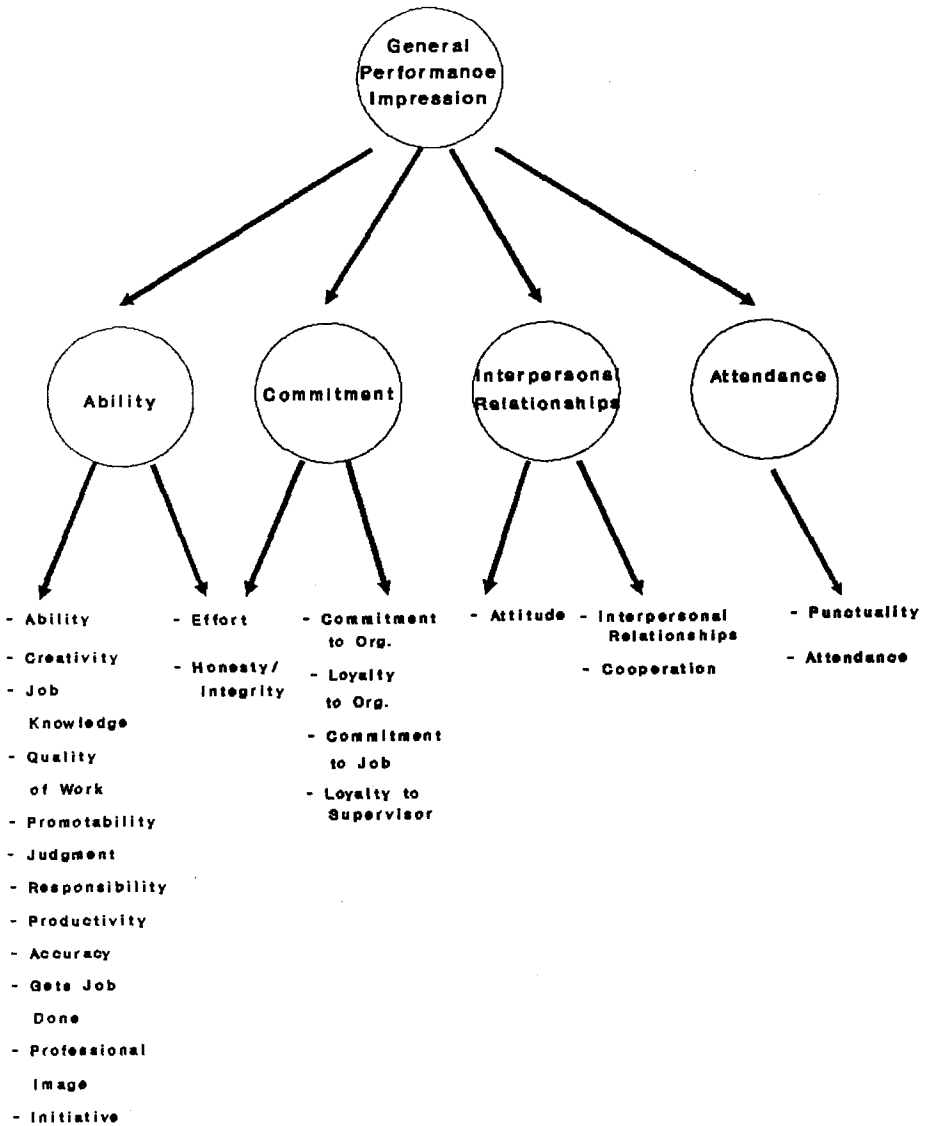 General
Performance
Impression
Ability
Commitment
Interpersonal
Relationships
Attendance
- Ability
- Creativity
- Job
Knowledge
- Quality
of Work
- Promotability
- Judgment
- Responsibility
- Productivity
- Accuracy
- Gets Job
Done
- Professional
Image
- Initiative
- Effort
- Honesty/
Integrity
- Commitment
to Org.
- Loyalty
to Org.
- Commitment
to Job
- Loyalty to
Supervisor
- Attitude
- Interpersonal
Relationships
- Cooperation
- Punctuality
- Attendance